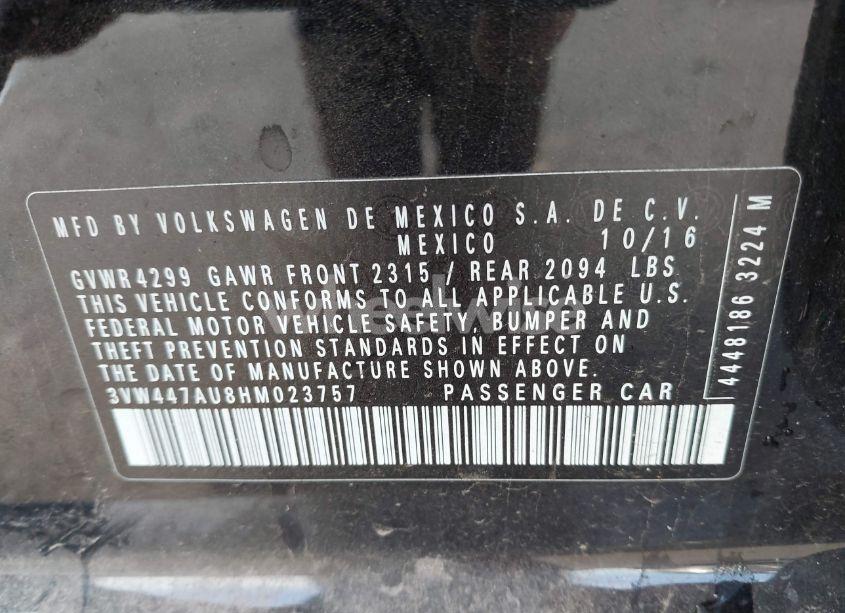 MFD BY VOLKSWAGEN DE MEXICO S.A. DE C.V.
MEXICO 10/16
GVWR 4299 GAWR FRONT 2315 / REAR 2094 LBS
THIS VEHICLE CONFORMS TO ALL APPLICABLE U.S.
FEDERAL MOTOR VEHICLE SAFETY, BUMPER AND
THEFT PREVENTION STANDARDS IN EFFECT ON
THE DATE OF MANUFACTURE SHOWN ABOVE.
3VW447AU8HM023757 PASSENGER CAR
4448186 3224 M
wheelwise